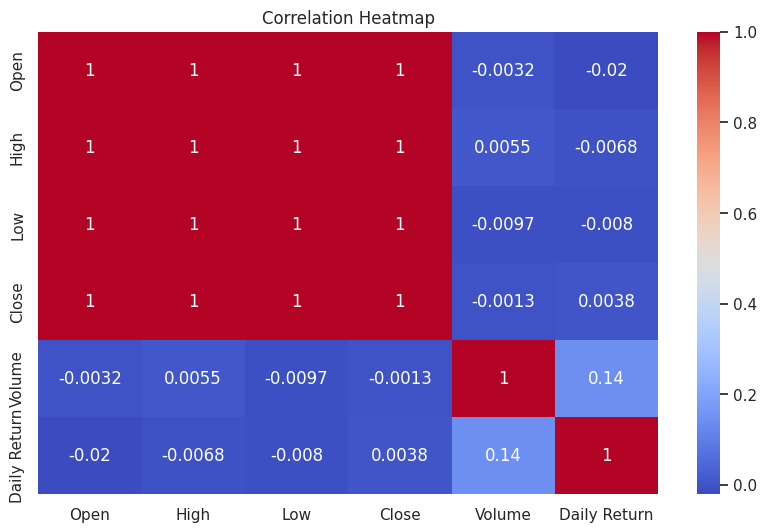 Correlation Heatmap
Open 1 1 1 1 -0.0032 -0.02
High 1 1 1 1 0.0055 -0.0068
Low 1 1 1 1 -0.0097 -0.008
Close 1 1 1 1 -0.0013 0.0038
Volume -0.0032 0.0055 -0.0097 -0.0013 1 0.14
Daily Return -0.02 -0.0068 -0.008 0.0038 0.14 1
Open High Low Close Volume Daily Return
1.0
0.8
0.6
0.4
0.2
0.0